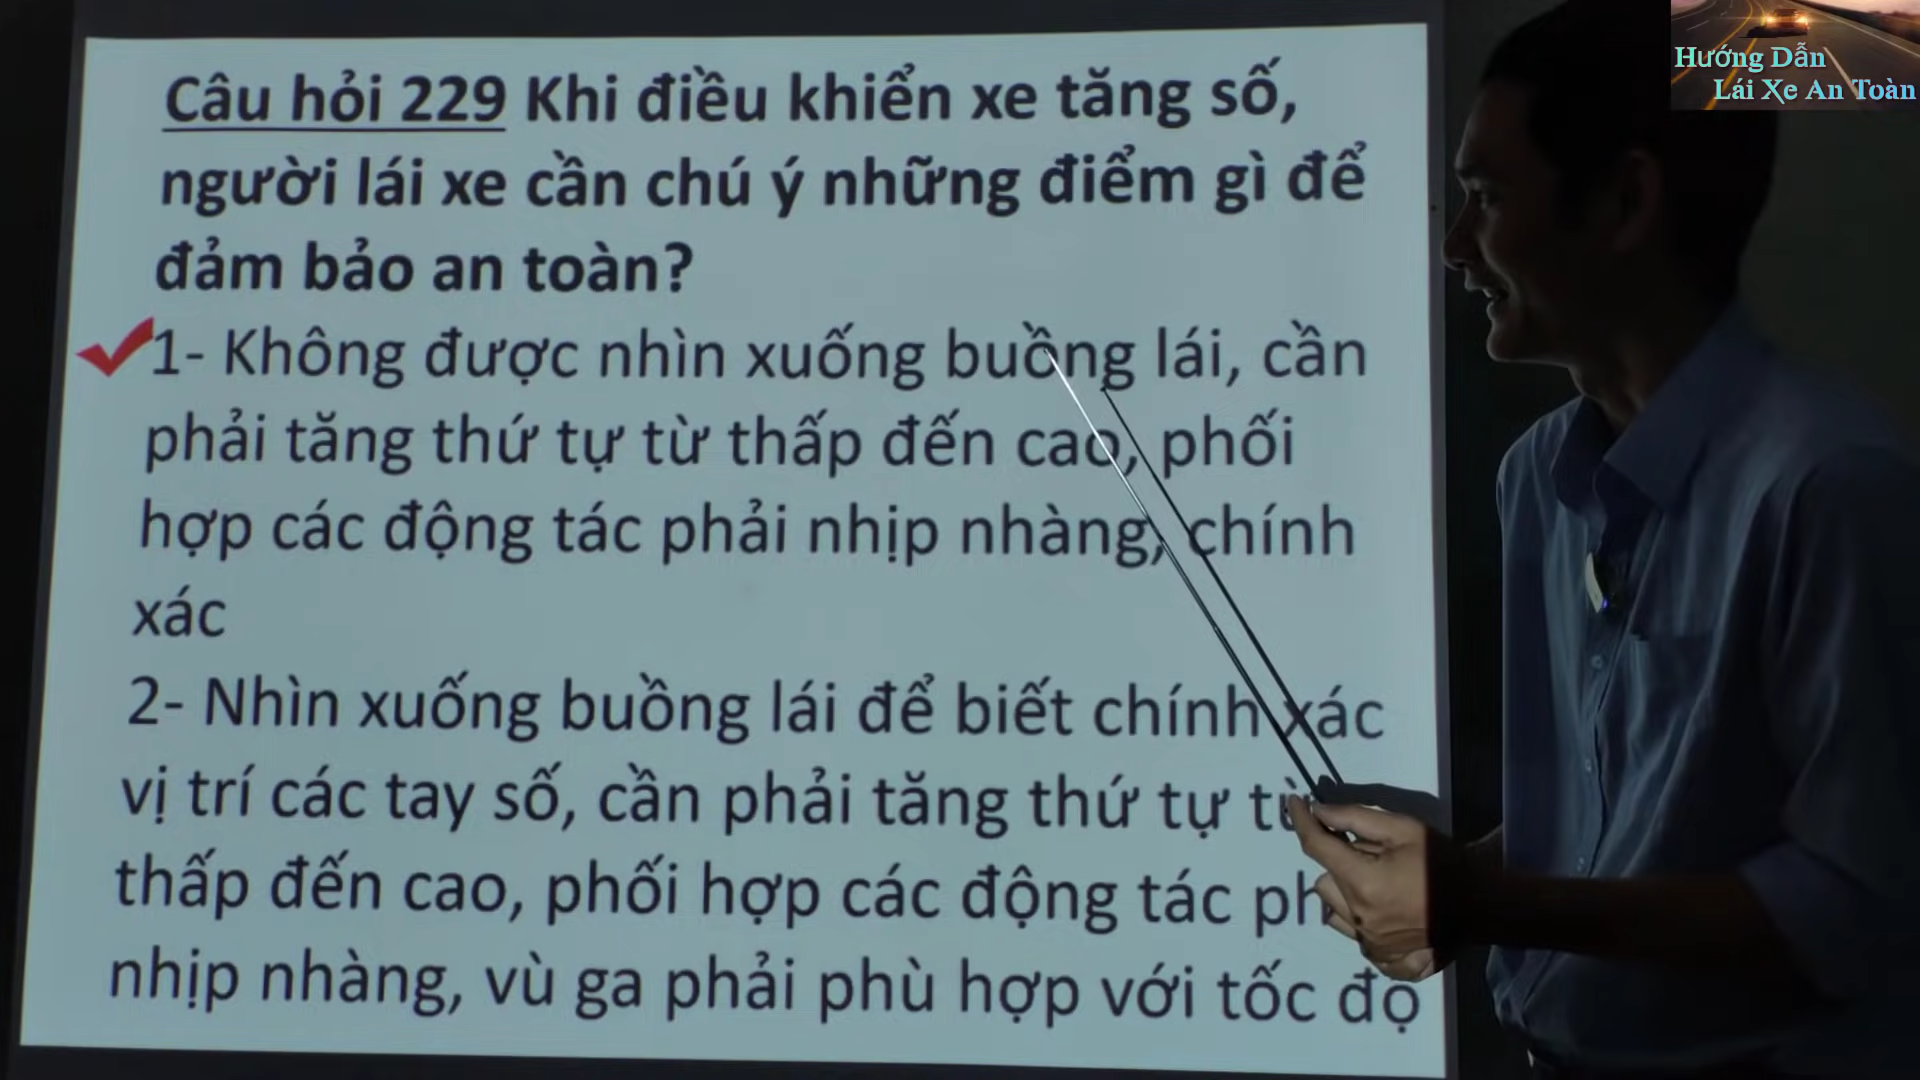 Hướng Dẫn
Lái Xe An Toàn
Câu hỏi 229 Khi điều khiển xe tăng số,
người lái xe cần chú ý những điểm gì để
đảm bảo an toàn?
1- Không được nhìn xuống buồng lái, cần
phải tăng thứ tự từ thấp đến cao, phối
hợp các động tác phải nhịp nhàng, chính
xác
2- Nhìn xuống buồng lái để biết chính xác
vị trí các tay số, cần phải tăng thứ tự từ
thấp đến cao, phối hợp các động tác
nhịp nhàng, vù ga phải phù hợp với tốc độ